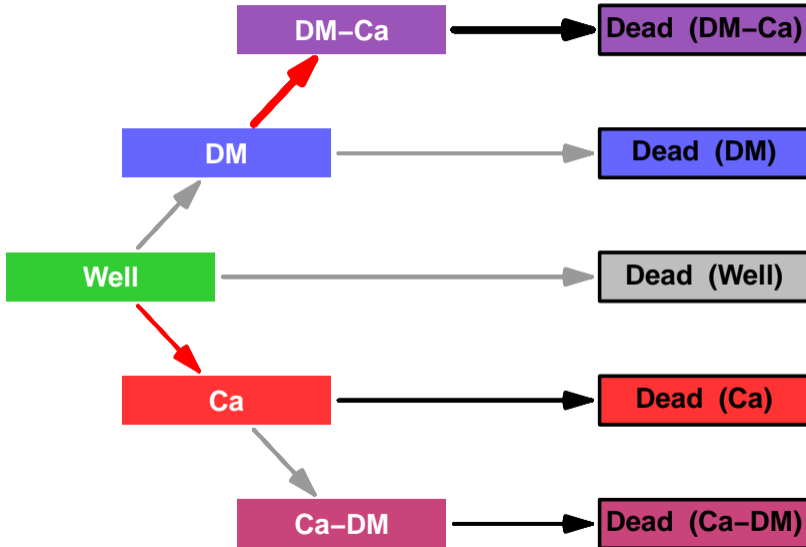 DM–Ca Dead (DM–Ca)
DM Dead (DM)
Well Dead (Well)
Ca Dead (Ca)
Ca–DM Dead (Ca–DM)